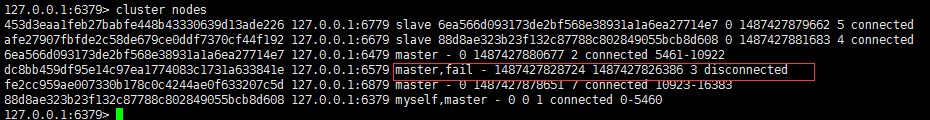 127.0.0.1:6379> cluster nodes
453d3eaa1feb27babfe448b43330639d13ade226 127.0.0.1:6779 slave 6ea566d093173de2bf568e38931a1a6ea27714e7 0 1487427879662 5 connected
afe27907fbfde2c58de679ce0ddf7370cf44f192 127.0.0.1:6679 slave 88d8ae323b23f132c87788c802849055bcb8d608 0 1487427881683 4 connected
6ea566d093173de2bf568e38931a1a6ea27714e7 127.0.0.1:6479 master - 0 1487427880677 2 connected 5461-10922
dc8bb459df95e14c97ea1774083c1731a633841e 127.0.0.1:6579 master,fail - 1487427828724 1487427826386 3 disconnected
fe2cc959ae007330b178c0c4244ae0f633207c5d 127.0.0.1:6879 master - 0 1487427878651 7 connected 10923-16383
88d8ae323b23f132c87788c802849055bcb8d608 127.0.0.1:6379 myself,master - 0 0 1 connected 0-5460
127.0.0.1:6379>